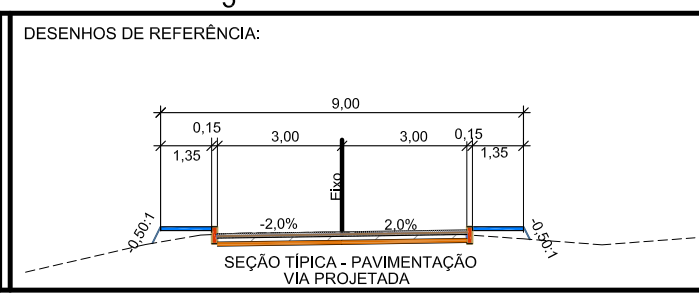 DESENHOS DE REFERÊNCIA:
9,00
0,15 3,00 3,00 0,15
1,35 1,35
Eixo
-0,50:1 -2,0% 2,0% -0,50:1
SEÇÃO TÍPICA - PAVIMENTAÇÃO
VIA PROJETADA